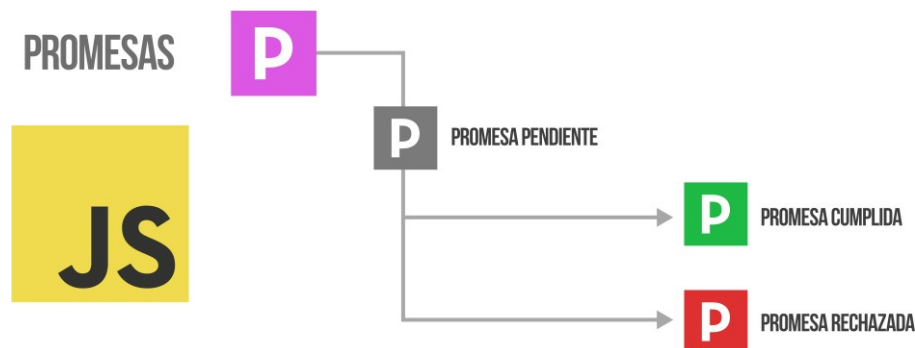 PROMESAS
P
P
PROMESA PENDIENTE
JS
P
PROMESA CUMPLIDA
P
PROMESA RECHAZADA